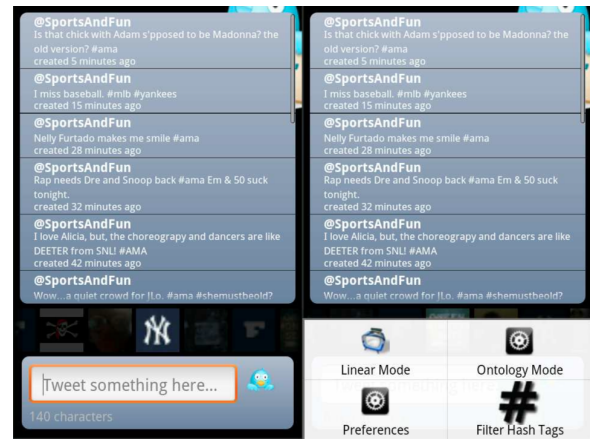 @SportsAndFun
Is that chick with Adam s'pposed to be Madonna? the
old version? #ama
created 5 minutes ago
@SportsAndFun
I miss baseball. #mlb #yankees
created 15 minutes ago
@SportsAndFun
Nelly Furtado makes me smile #ama
created 28 minutes ago
@SportsAndFun
Rap needs Dre and Snoop back #ama Em & 50 suck
tonight.
created 32 minutes ago
@SportsAndFun
I love Alicia, but, the choreograpy and dancers are like
DEETER from SNL! #AMA
created 42 minutes ago
@SportsAndFun
Wow...a quiet crowd for JLo. #ama #shemustbeold?
Tweet something here...
140 characters
@SportsAndFun
Is that chick with Adam s'pposed to be Madonna? the
old version? #ama
created 5 minutes ago
@SportsAndFun
I miss baseball. #mlb #yankees
created 15 minutes ago
@SportsAndFun
Nelly Furtado makes me smile #ama
created 28 minutes ago
@SportsAndFun
Rap needs Dre and Snoop back #ama Em & 50 suck
tonight.
created 32 minutes ago
@SportsAndFun
I love Alicia, but, the choreograpy and dancers are like
DEETER from SNL! #AMA
created 42 minutes ago
@SportsAndFun
Wow...a quiet crowd for JLo. #ama #shemustbeold?
Linear Mode
Ontology Mode
Preferences
Filter Hash Tags